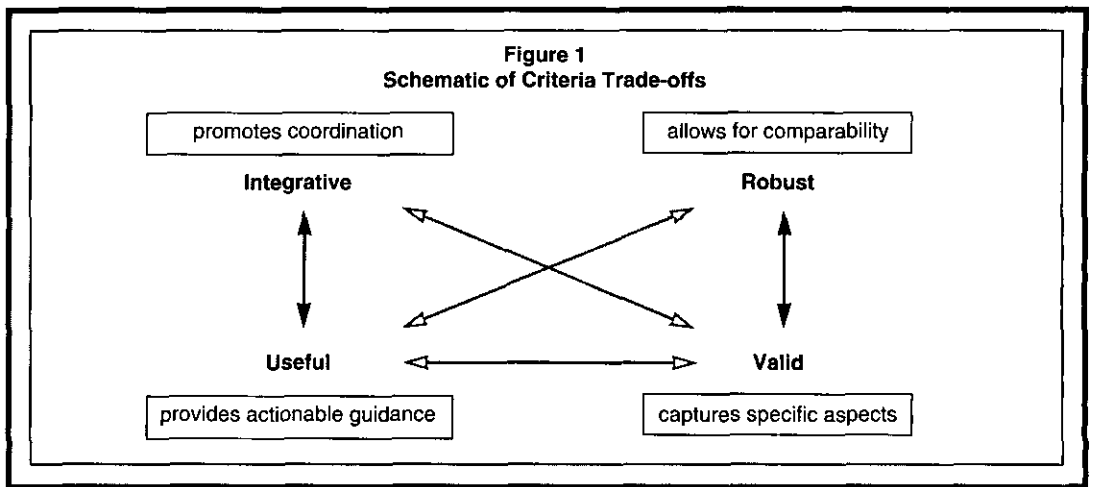 Figure 1
Schematic of Criteria Trade-offs
promotes coordination
allows for comparability
Integrative
Robust
Useful
Valid
provides actionable guidance
captures specific aspects